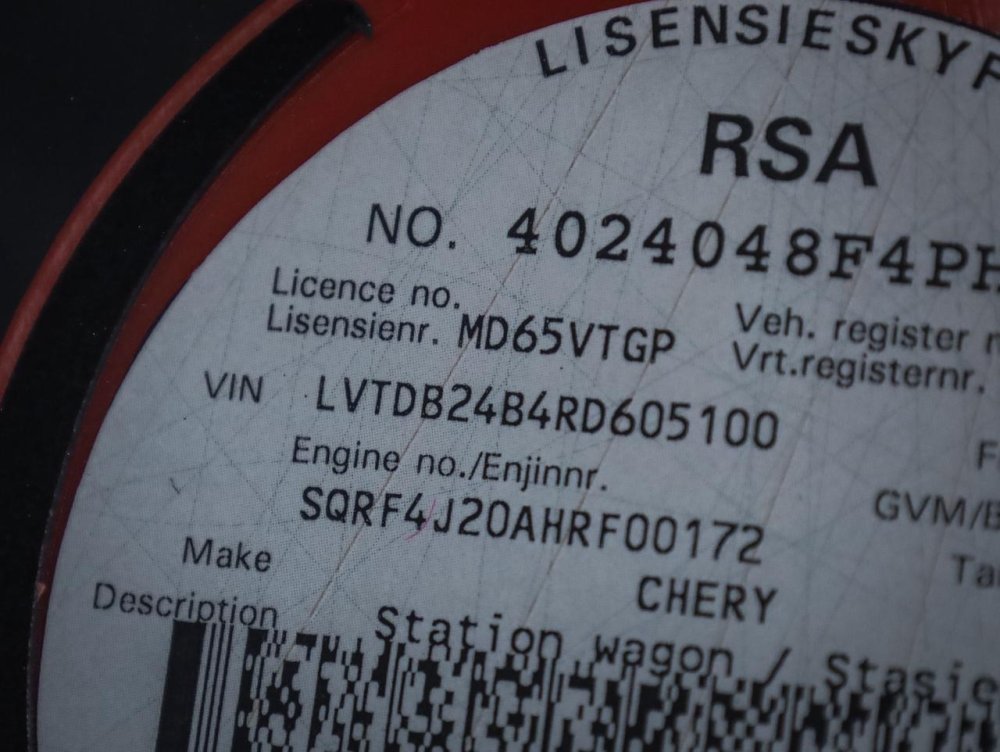 LISENSIESKYF
RSA
NO. 4024048F4PH
Licence no.
Lisensienr. MD65VTGP
Veh. register
Vrt.registernr.
VIN LVTDB24B4RD605100
Engine no./Enjinnr.
SQRF4J20AHRF00172
GVM/B
Make CHERY
Ta
Description Station wagon / Stasie